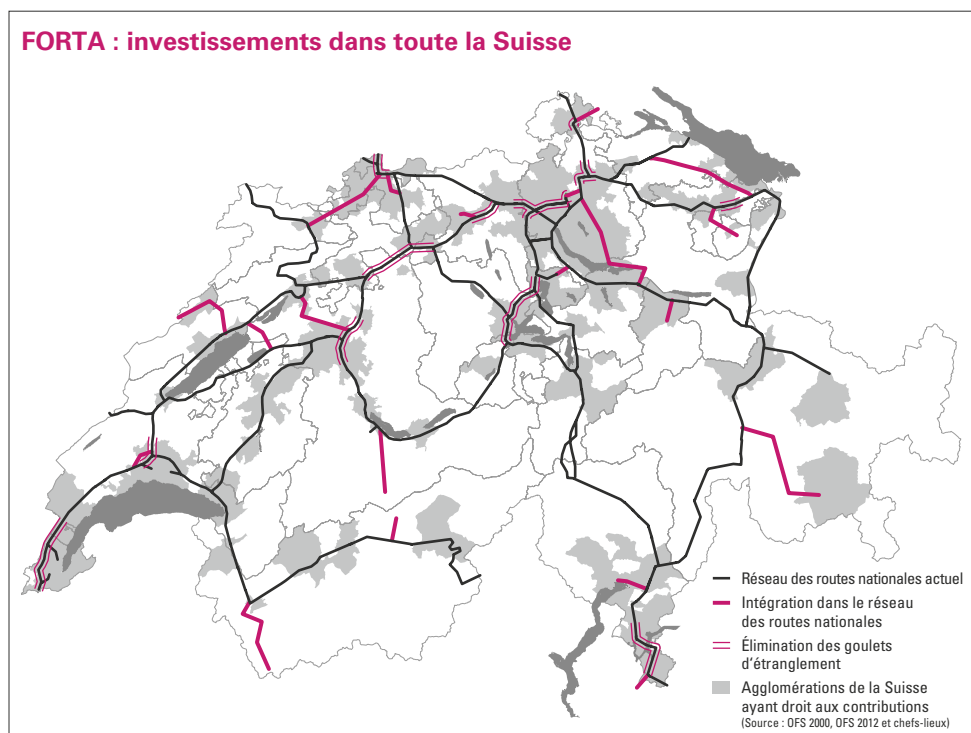 FORTA : investissements dans toute la Suisse
Réseau des routes nationales actuel
Intégration dans le réseau
des routes nationales
Élimination des goulets
d’étranglement
Agglomérations de la Suisse
ayant droit aux contributions
(Source : OFS 2000, OFS 2012 et chefs-lieux)